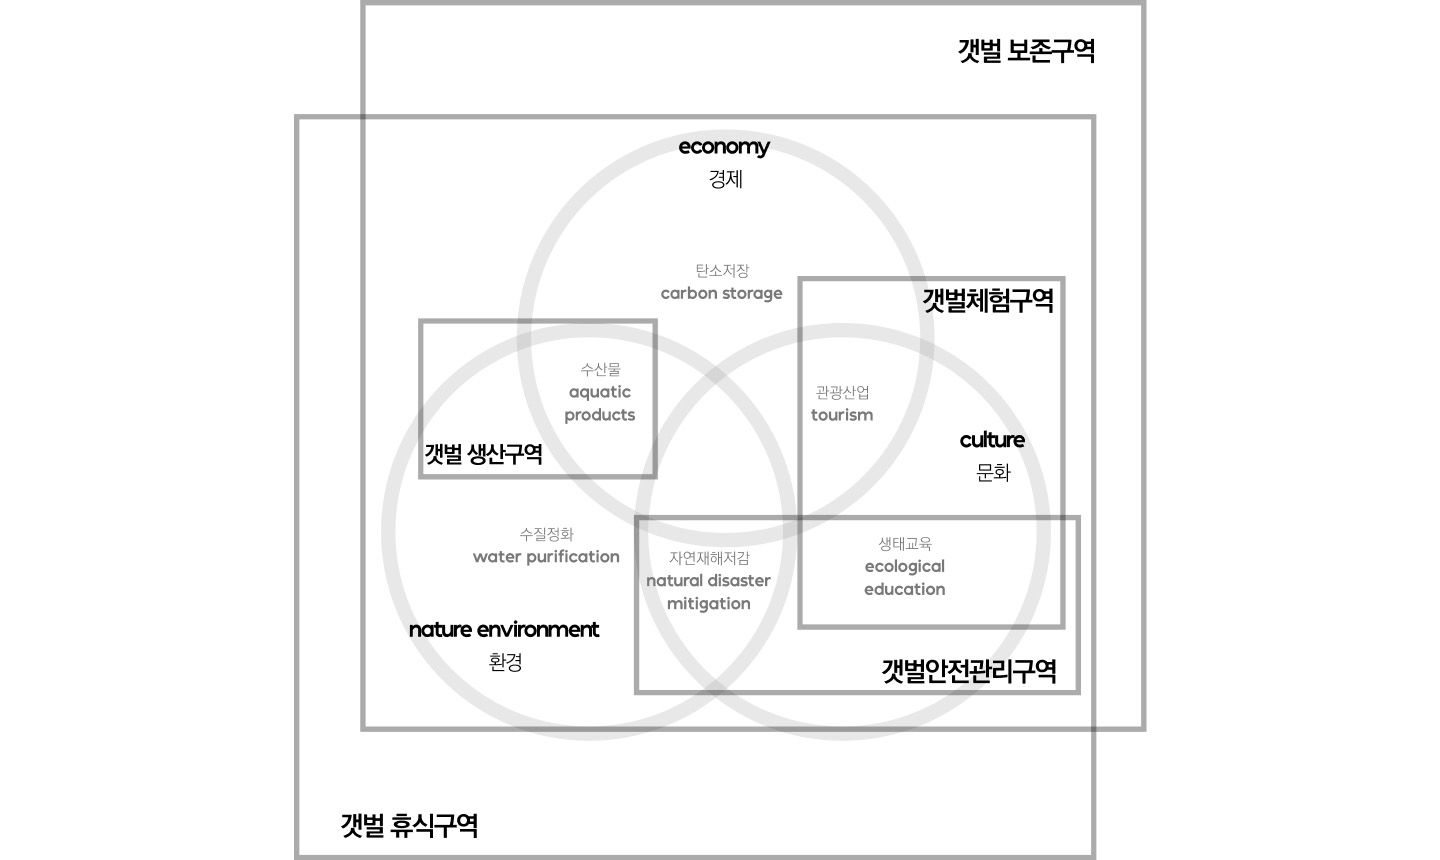 갯벌 보존구역
economy
경제
탄소저장
carbon storage
갯벌체험구역
수산물
aquatic
products
갯벌 생산구역
관광산업
tourism
culture
문화
수질정화
water purification
자연재해저감
natural disaster
mitigation
생태교육
ecological
education
nature environment
환경
갯벌안전관리구역
갯벌 휴식구역